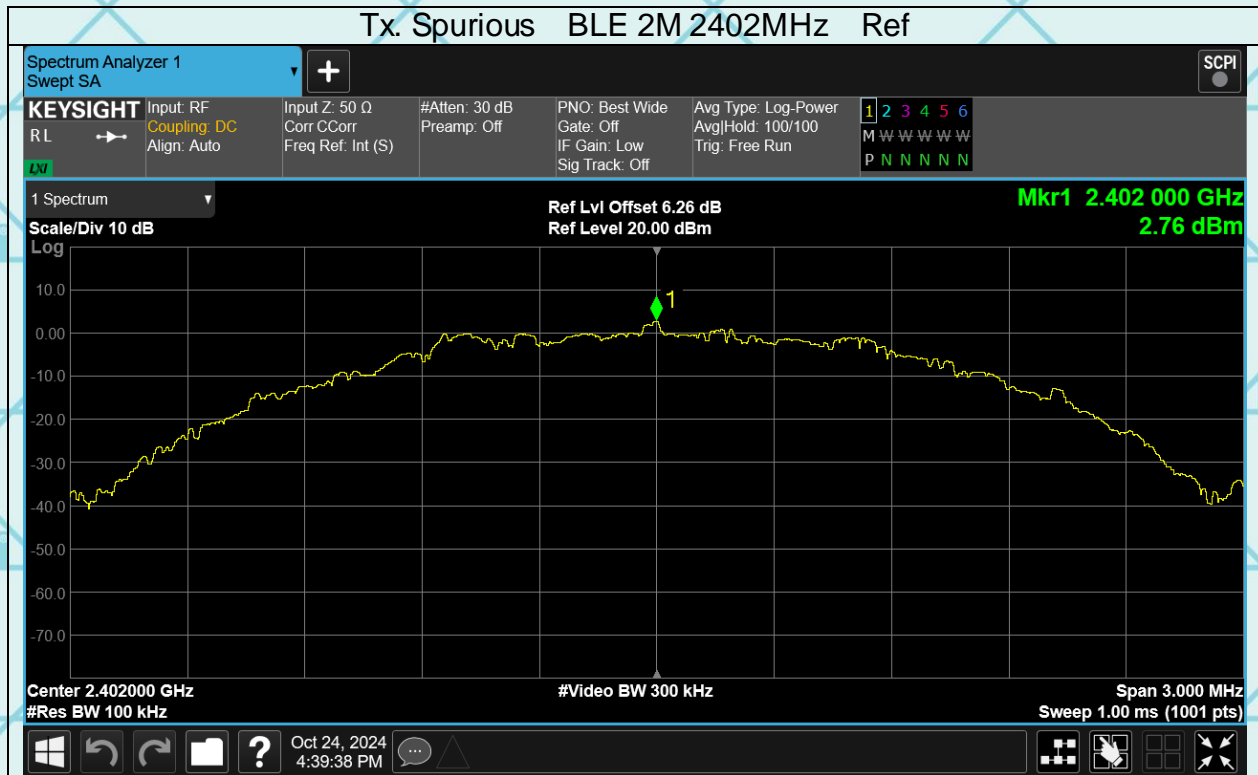 Tx. Spurious BLE 2M 2402MHz Ref
Spectrum Analyzer 1
Swept SA
SCPI
KEYSIGHT
RL
LXI
Input: RF
Coupling: DC
Align: Auto
Input Z: 50 Ω
Corr CCorr
Freq Ref: Int (S)
#Atten: 30 dB
Preamp: Off
PNO: Best Wide
Gate: Off
IF Gain: Low
Sig Track: Off
Avg Type: Log-Power
Avg|Hold: 100/100
Trig: Free Run
1 2 3 4 5 6
M W W W W W
P N N N N N
1 Spectrum
Scale/Div 10 dB
Log
Ref Lvl Offset 6.26 dB
Ref Level 20.00 dBm
Mkr1 2.402 000 GHz
2.76 dBm
1
10.0
0.00
-10.0
-20.0
-30.0
-40.0
-50.0
-60.0
-70.0
Center 2.402000 GHz
#Res BW 100 kHz
#Video BW 300 kHz
Span 3.000 MHz
Sweep 1.00 ms (1001 pts)
?
Oct 24, 2024
4:39:38 PM